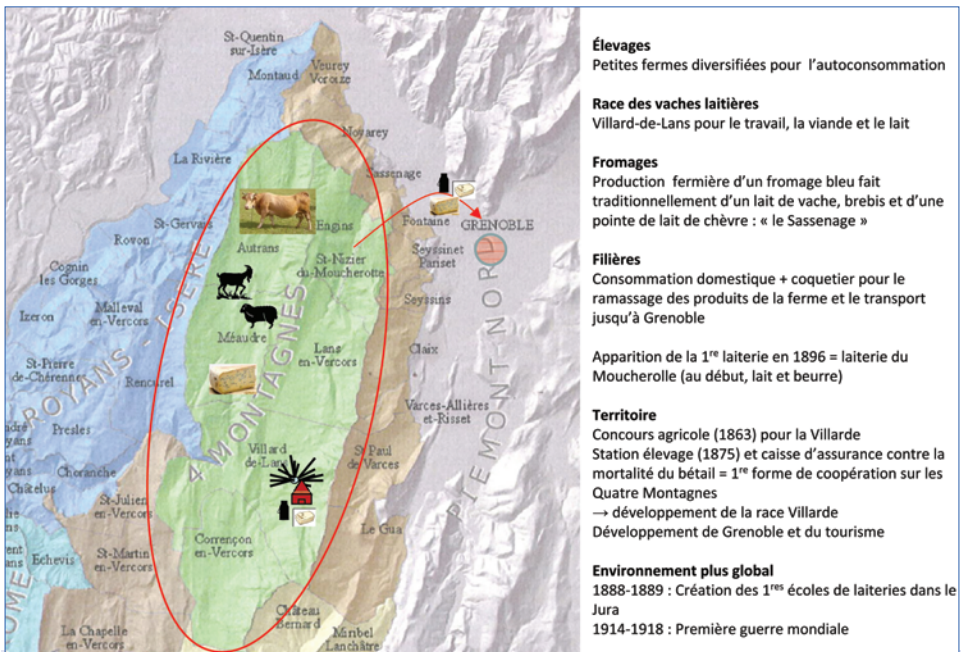 St-Quentin
sur-Isère
Montaud
Veurey
Voroize
Noyarey
La Rivière
Sassenage
St-Gervais
Engins
Fontaine
GRENOBLE
Rovon
Autrans
Seyssinet
Pariset
St-Nizier
du-Moucherotte
Cognin
les Gorges
Malleval
en-Vercors
Seyssins
Izeron
Méaudre
Lans
en-Vercors
Claix
St-Pierre
de-Chérennes
Rencurel
ROYANS - ISÈRE
4 MONTAGNES
PIEMONT NORD
Varces-Allières
et-Risset
Presles
Villard
de-Lans
St Paul
de Varces
Choranche
Châtelus
St-Julien
en-Vercors
Le Gua
Echevis
St-Martin
en-Vercors
Corrençon
en-Vercors
Château
Bernard
La Chapelle
en-Vercors
Miribel
Lanchâtre
Élevages
Petites fermes diversifiées pour l'autoconsommation
Race des vaches laitières
Villard-de-Lans pour le travail, la viande et le lait
Fromages
Production fermière d'un fromage bleu fait
traditionnellement d'un lait de vache, brebis et d'une
pointe de lait de chèvre : « le Sassenage »
Filières
Consommation domestique + coquetier pour le
ramassage des produits de la ferme et le transport
jusqu'à Grenoble
Apparition de la 1re laiterie en 1896 = laiterie du
Moucherolle (au début, lait et beurre)
Territoire
Concours agricole (1863) pour la Villarde
Station élevage (1875) et caisse d'assurance contre la
mortalité du bétail = 1re forme de coopération sur les
Quatre Montagnes
→ développement de la race Villarde
Développement de Grenoble et du tourisme
Environnement plus global
1888-1889 : Création des 1res écoles de laiteries dans le
Jura
1914-1918 : Première guerre mondiale